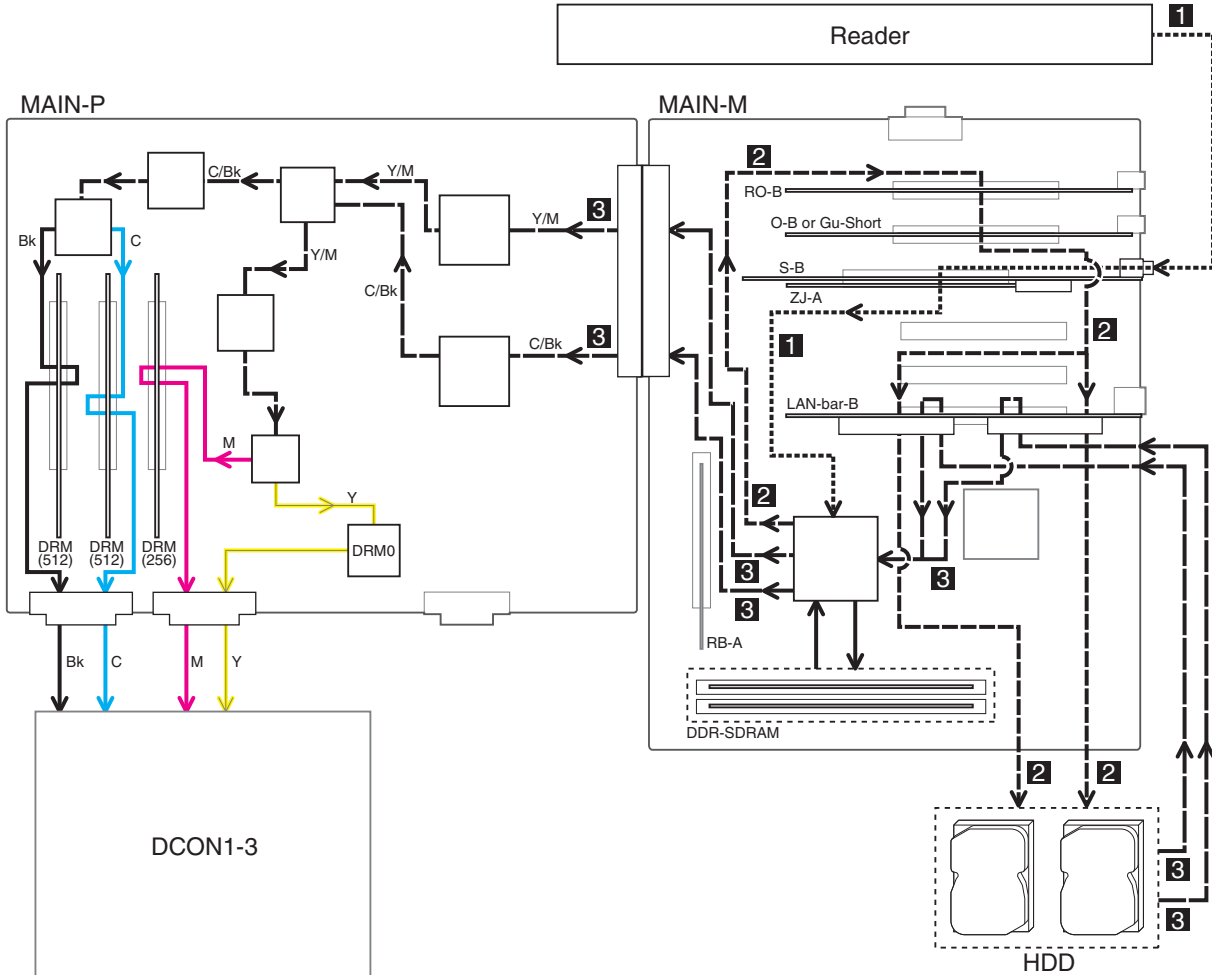 1
Reader
MAIN-P
MAIN-M
C/Bk
Y/M
2
RO-B
Y/M
3
O-B or Gu-Short
Bk
C
Y/M
S-B
C/Bk
ZJ-A
C/Bk
3
1
2
LAN-bar-B
M
Y
2
DRM
(512)
DRM
(512)
DRM
(256)
DRM0
3
3
3
RB-A
Bk
C
M
Y
DDR-SDRAM
2
2
DCON1-3
3
3
HDD